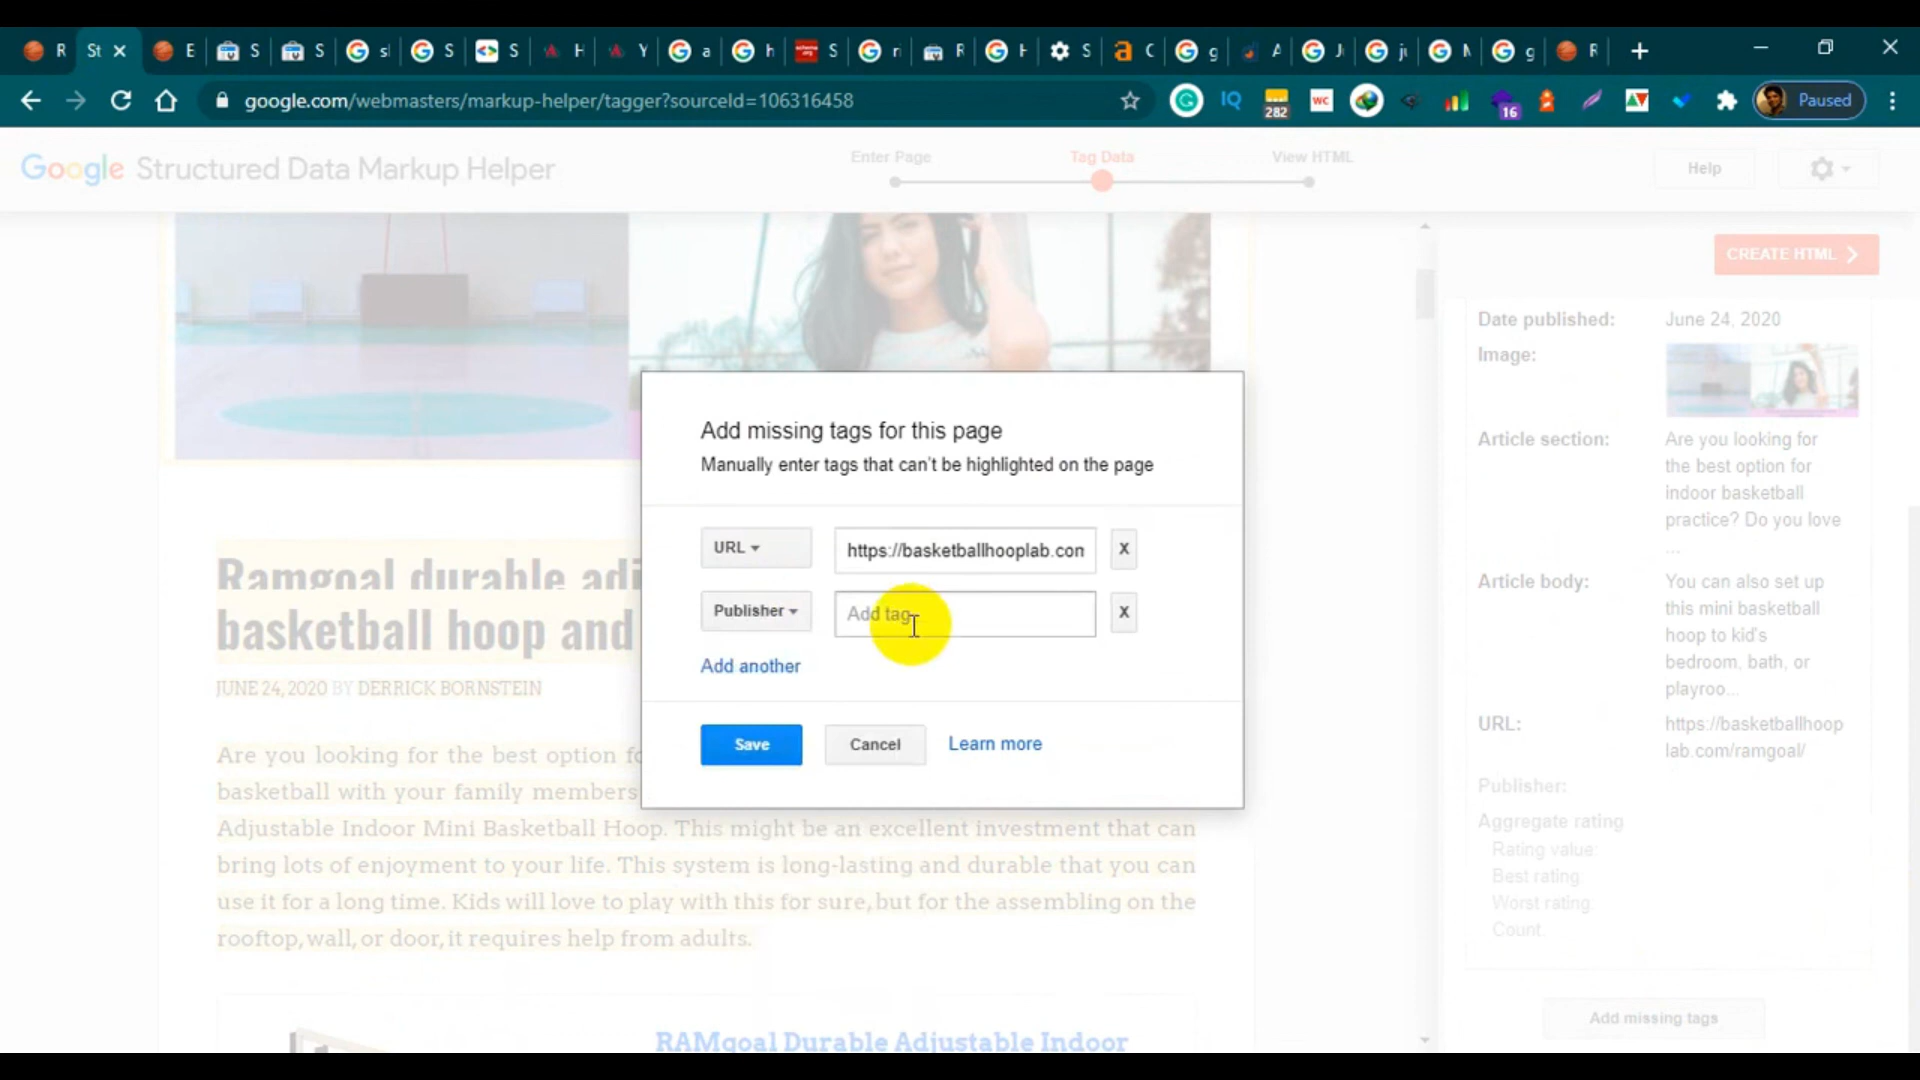 R
St
E
S
S
s
S
S
H
Y
a
h
S
ri
R
H
S
C
g
A
J
ju
M
g
R
google.com/webmasters/markup-helper/tagger?sourceId=106316458
IQ
282
WC
16
Paused
Google Structured Data Markup Helper
Enter Page
Tag Data
View HTML
Help
CREATE HTML
Date published: June 24, 2020
Image:
Article section: Are you looking for
the best option for
indoor basketball
practice? Do you love
...
Article body: You can also set up
this mini basketball
hoop to kid's
bedroom, bath, or
playroo...
URL: https://basketballhoop
lab.com/ramgoal/
Publisher:
Aggregate rating
Rating value:
Best rating:
Worst rating:
Count:
Add missing tags
Add missing tags for this page
Manually enter tags that can't be highlighted on the page
URL
https://basketballhooplab.con
X
Publisher
Add tag
X
Add another
Save
Cancel
Learn more
Ramgoal durable adj
basketball hoop and
JUNE 24, 2020 BY DERRICK BORNSTEIN
Are you looking for the best option fo
basketball with your family members
Adjustable Indoor Mini Basketball Hoop. This might be an excellent investment that can
bring lots of enjoyment to your life. This system is long-lasting and durable that you can
use it for a long time. Kids will love to play with this for sure, but for the assembling on the
rooftop, wall, or door, it requires help from adults.
RAMgoal Durable Adjustable Indoor